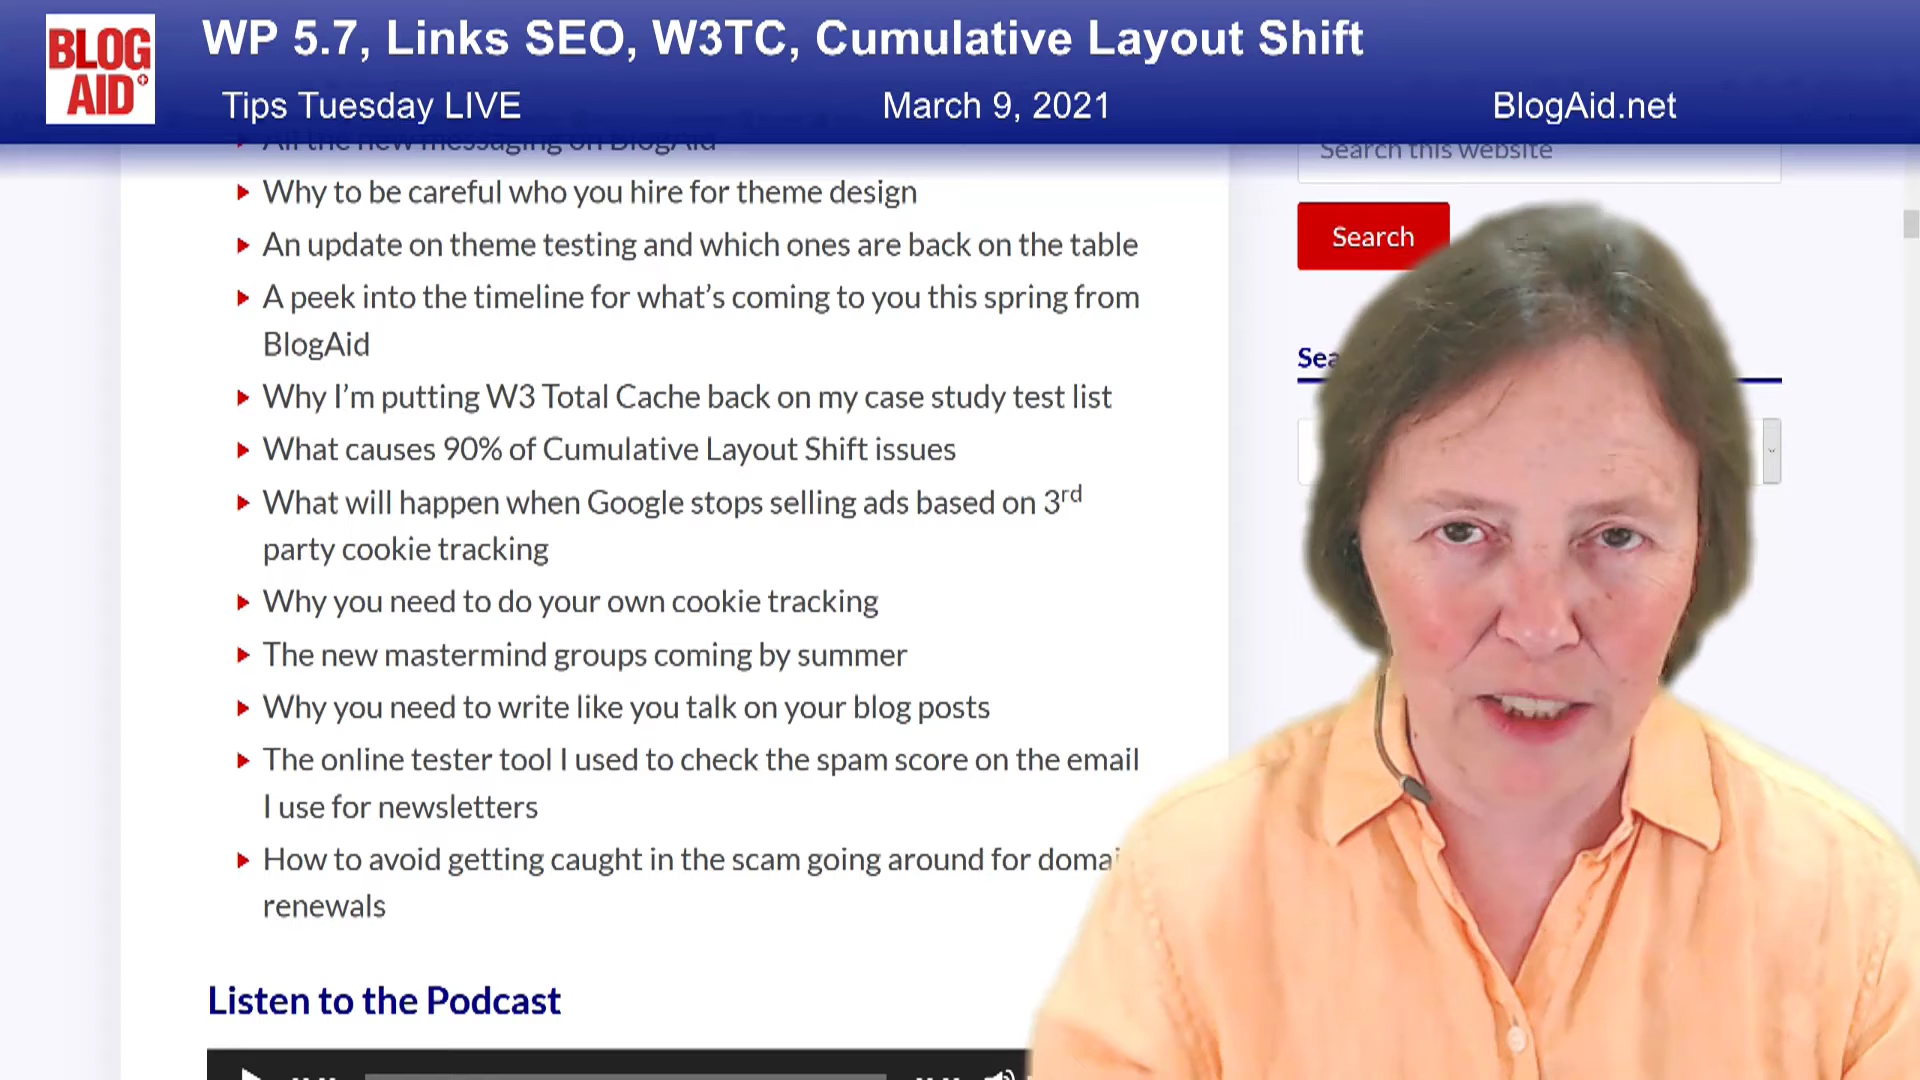 BLOG
AID
WP 5.7, Links SEO, W3TC, Cumulative Layout Shift
Tips Tuesday LIVE
March 9, 2021
BlogAid.net
All the new messaging on BlogAid
Search this website
Why to be careful who you hire for theme design
An update on theme testing and which ones are back on the table
Search
A peek into the timeline for what’s coming to you this spring from
BlogAid
Sea
Why I’m putting W3 Total Cache back on my case study test list
What causes 90% of Cumulative Layout Shift issues
What will happen when Google stops selling ads based on 3rd
party cookie tracking
Why you need to do your own cookie tracking
The new mastermind groups coming by summer
Why you need to write like you talk on your blog posts
The online tester tool I used to check the spam score on the email
I use for newsletters
How to avoid getting caught in the scam going around for domai
renewals
Listen to the Podcast